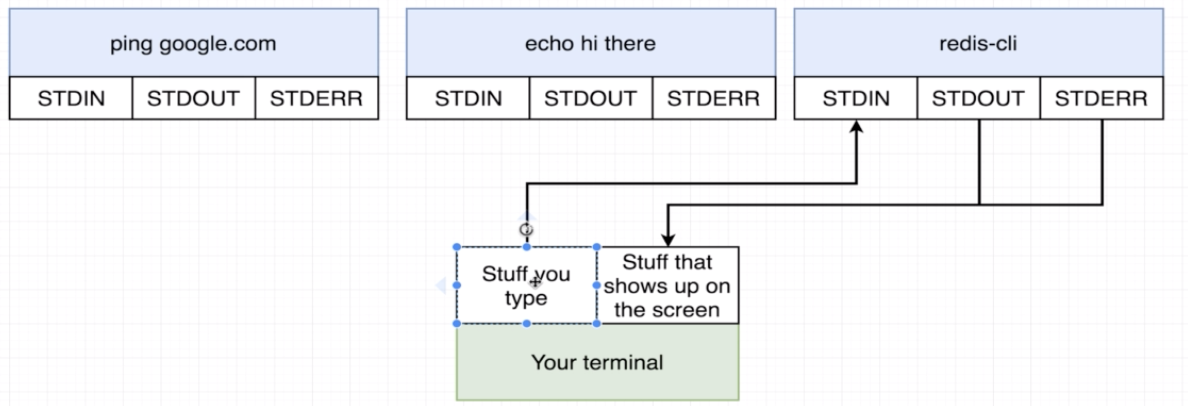 ping google.com
STDIN STDOUT STDERR
echo hi there
STDIN STDOUT STDERR
redis-cli
STDIN STDOUT STDERR
Stuff you
type
Stuff that
shows up on
the screen
Your terminal